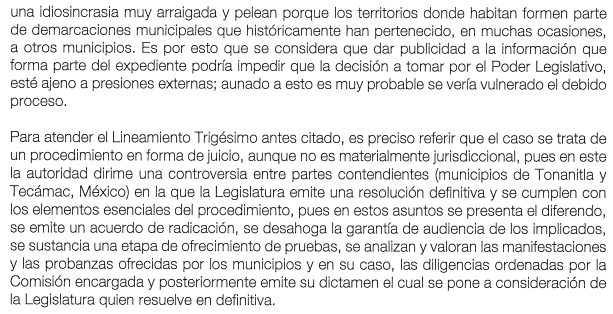 una idiosincrasia muy arraigada y pelean porque los territorios donde habitan formen parte
de demarcaciones municipales que históricamente han pertenecido, en muchas ocasiones,
a otros municipios. Es por esto que se considera que dar publicidad a la información que
forma parte del expediente podría impedir que la decisión a tomar por el Poder Legislativo,
esté ajeno a presiones externas; aunado a esto es muy probable se vería vulnerado el debido
proceso.

Para atender el Lineamiento Trigésimo antes citado, es preciso referir que el caso se trata de
un procedimiento en forma de juicio, aunque no es materialmente jurisdiccional, pues en este
la autoridad dirime una controversia entre partes contendientes (municipios de Tonanitla y
Tecámac, México) en la que la Legislatura emite una resolución definitiva y se cumplen con
los elementos esenciales del procedimiento, pues en estos asuntos se presenta el diferendo,
se emite un acuerdo de radicación, se desahoga la garantía de audiencia de los implicados,
se sustancia una etapa de ofrecimiento de pruebas, se analizan y valoran las manifestaciones
y las probanzas ofrecidas por los municipios y en su caso, las diligencias ordenadas por la
Comisión encargada y posteriormente emite su dictamen el cual se pone a consideración de
la Legislatura quien resuelve en definitiva.